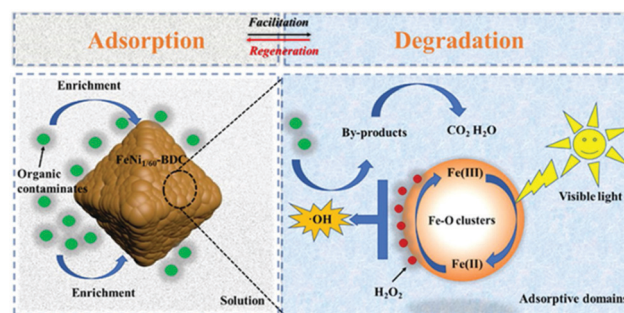 Adsorption
Facilitation
Regeneration
Degradation
Enrichment
FeNi1/60-BDC
Organic
contaminates
Enrichment
Solution
By-products
CO2 H2O
·OH
Fe(III)
Fe-O clusters
Fe(II)
H2O2
Visible light
Adsorptive domains